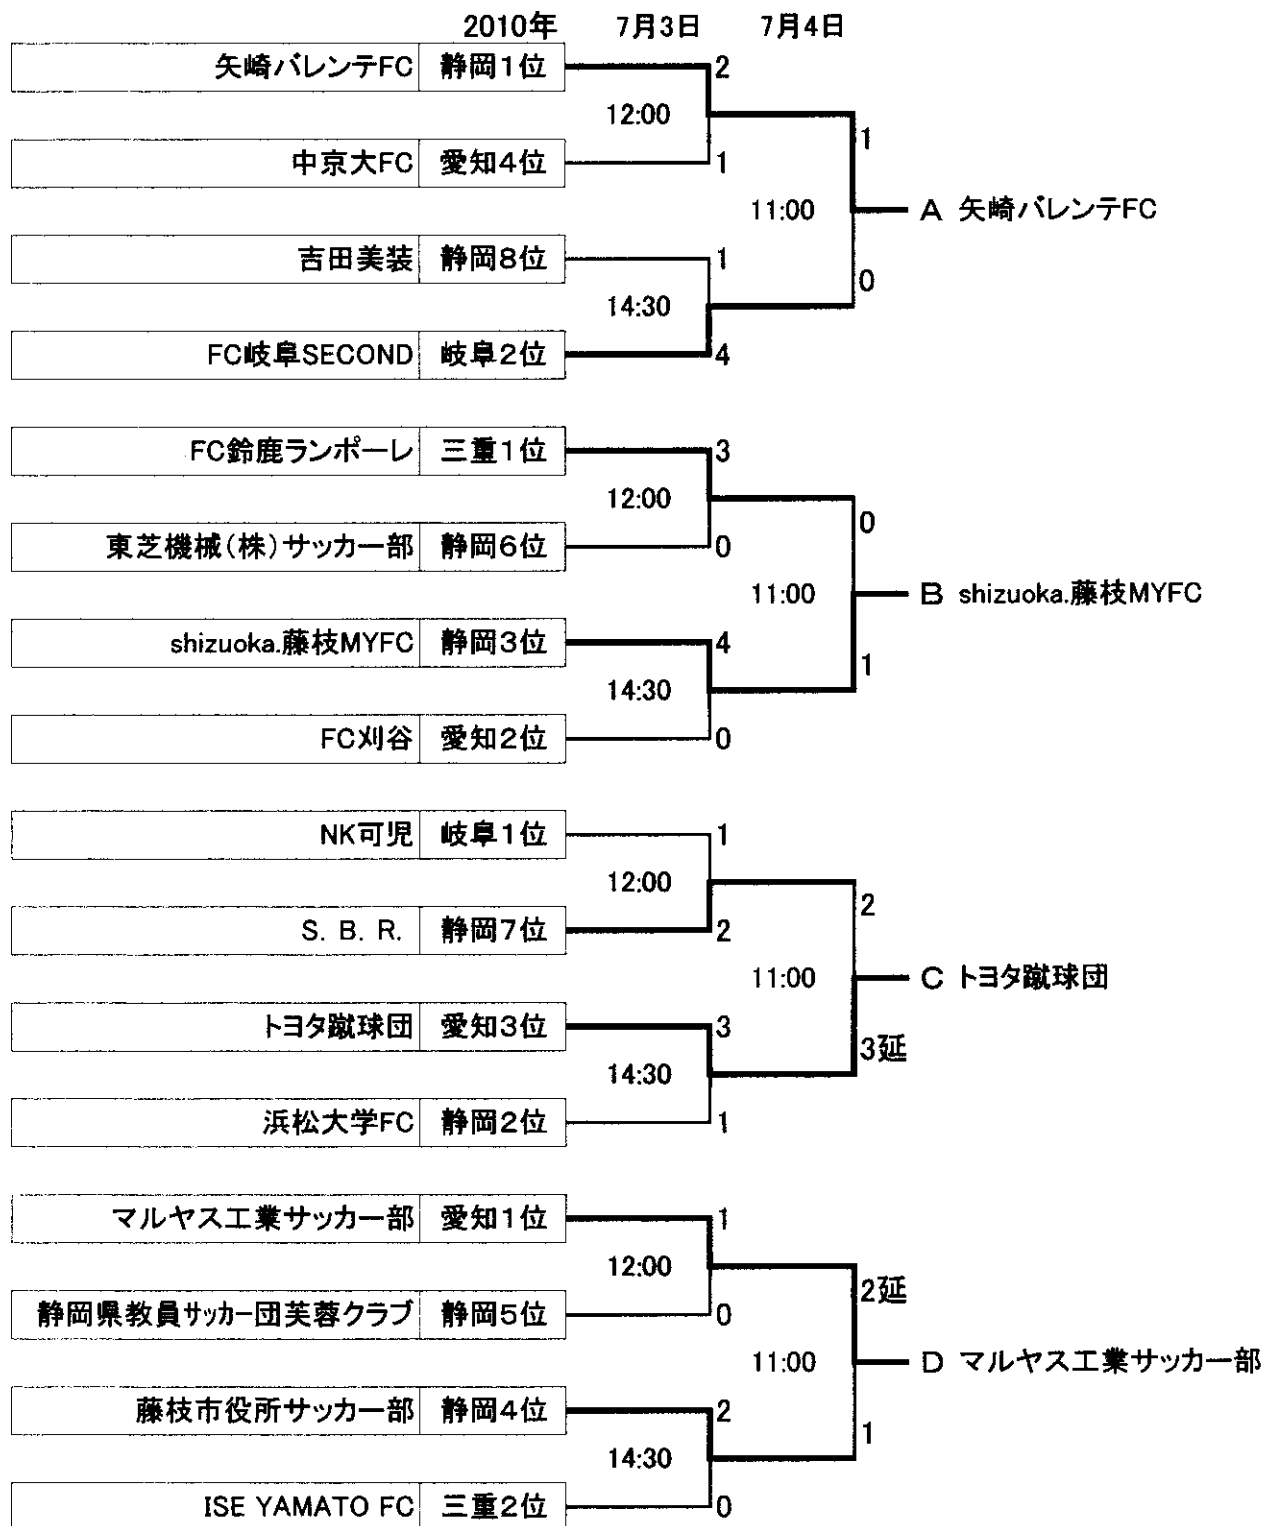 2010年 7月3日 7月4日
矢崎バレンテFC 静岡1位 2
12:00
1
中京大FC 愛知4位 1
11:00 A 矢崎バレンテFC
吉田美装 静岡8位 1
0
14:30
FC岐阜SECOND 岐阜2位 4
FC鈴鹿ランポーレ 三重1位 3
12:00
0
東芝機械(株)サッカー部 静岡6位 0
11:00 B shizuoka.藤枝MYFC
shizuoka.藤枝MYFC 静岡3位 4
1
14:30
FC刈谷 愛知2位 0
NK可児 岐阜1位 1
12:00
2
S. B. R. 静岡7位 2
11:00 C トヨタ蹴球団
トヨタ蹴球団 愛知3位 3
3延
14:30
浜松大学FC 静岡2位 1
マルヤス工業サッカー部 愛知1位 1
12:00
2延
静岡県教員サッカー団芙蓉クラブ 静岡5位 0
11:00 D マルヤス工業サッカー部
藤枝市役所サッカー部 静岡4位 2
1
14:30
ISE YAMATO FC 三重2位 0